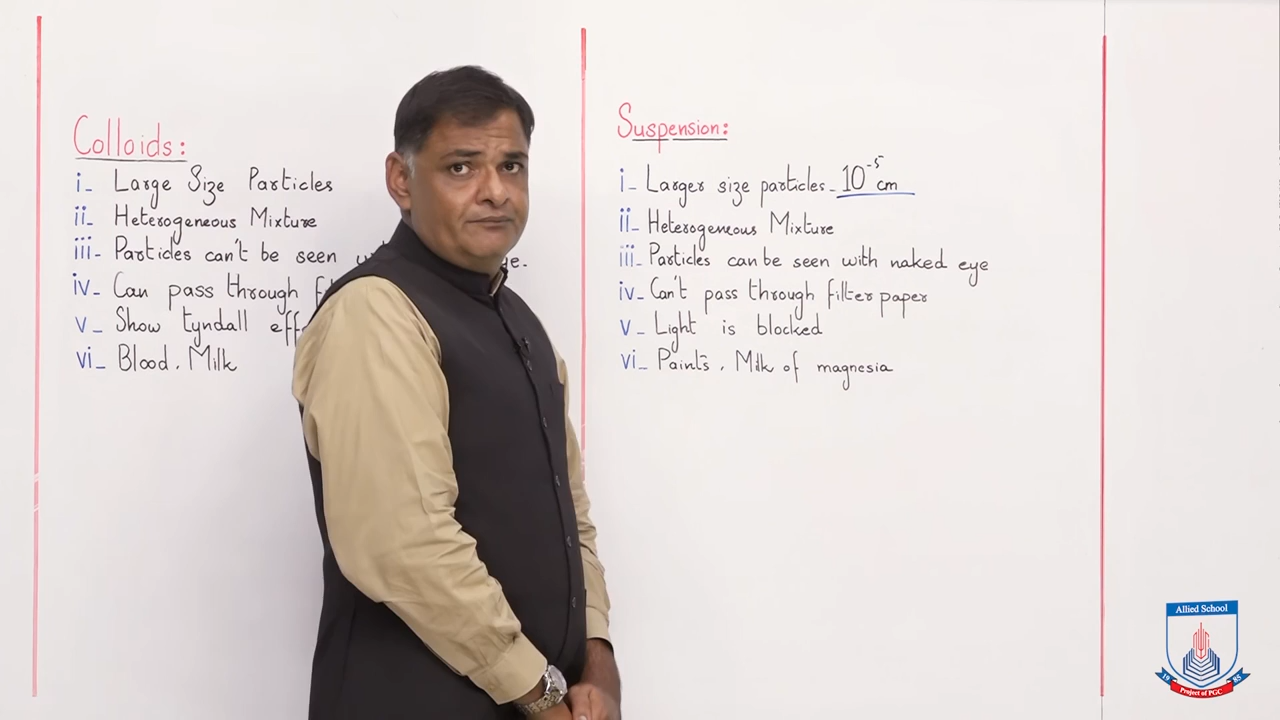 Colloids:
i- Large Size Particles
ii- Heterogeneous Mixture
iii- Particles can't be seen
iv- Can pass through
v- Show tyndall
vi- Blood, Milk
Suspension:
i- Larger size particles- 10⁻⁵ cm
ii- Heterogeneous Mixture
iii- Particles can be seen with naked eye
iv- Can't pass through filter paper
v- Light is blocked
vi- Paints, Milk of magnesia
Allied School
19 85
Project of PGC